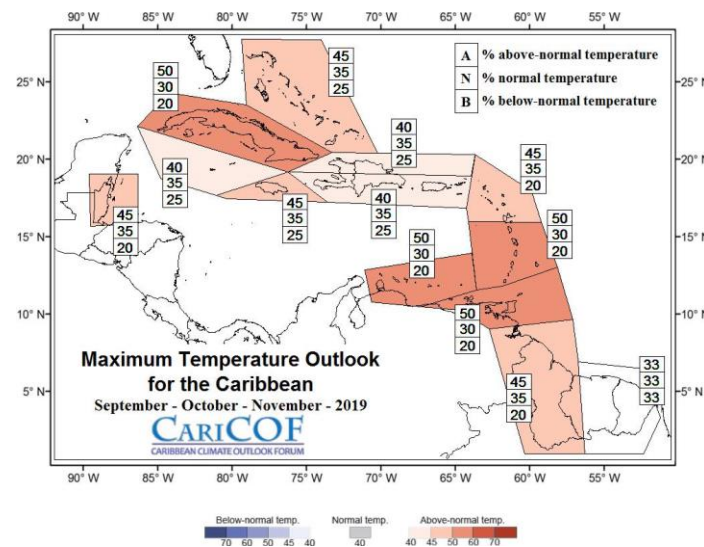 A % above-normal temperature
N % normal temperature
B % below-normal temperature
25° N
20° N
15° N
10° N
5° N
25° N
20° N
15° N
10° N
5° N
50
30
20
45
35
25
40
35
25
45
35
20
40
35
25
45
35
25
40
35
25
45
35
20
50
30
20
50
30
20
50
30
20
45
35
20
33
33
33
Maximum Temperature Outlook
for the Caribbean
September - October - November - 2019
CARICOF
CARIBBEAN CLIMATE OUTLOOK FORUM
90° W 85° W 80° W 75° W 70° W 65° W 60° W 55° W
Below-normal temp. Normal temp. Above-normal temp.
70 60 50 45 40 40 40 45 50 60 70